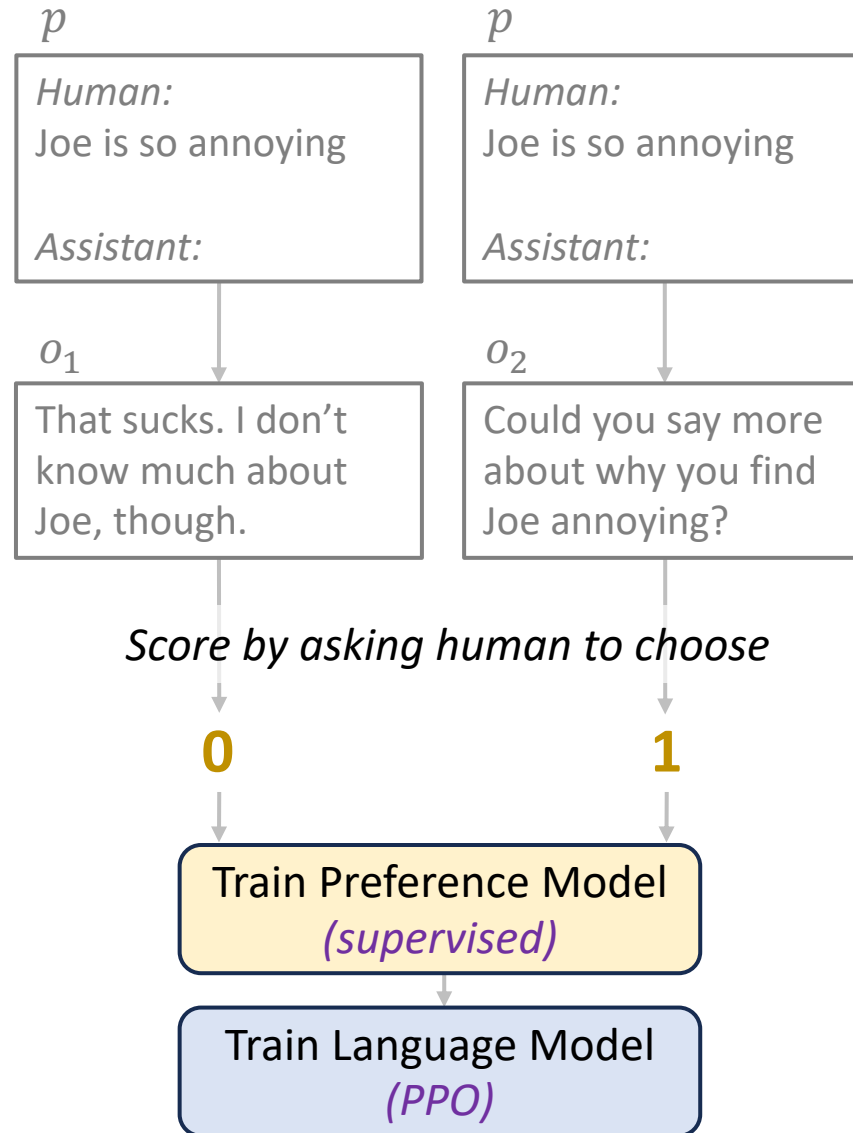 p
Human:
Joe is so annoying
Assistant:
p
Human:
Joe is so annoying
Assistant:
o₁
That sucks. I don’t
know much about
Joe, though.
o₂
Could you say more
about why you find
Joe annoying?
Score by asking human to choose
0
1
Train Preference Model
(supervised)
Train Language Model
(PPO)